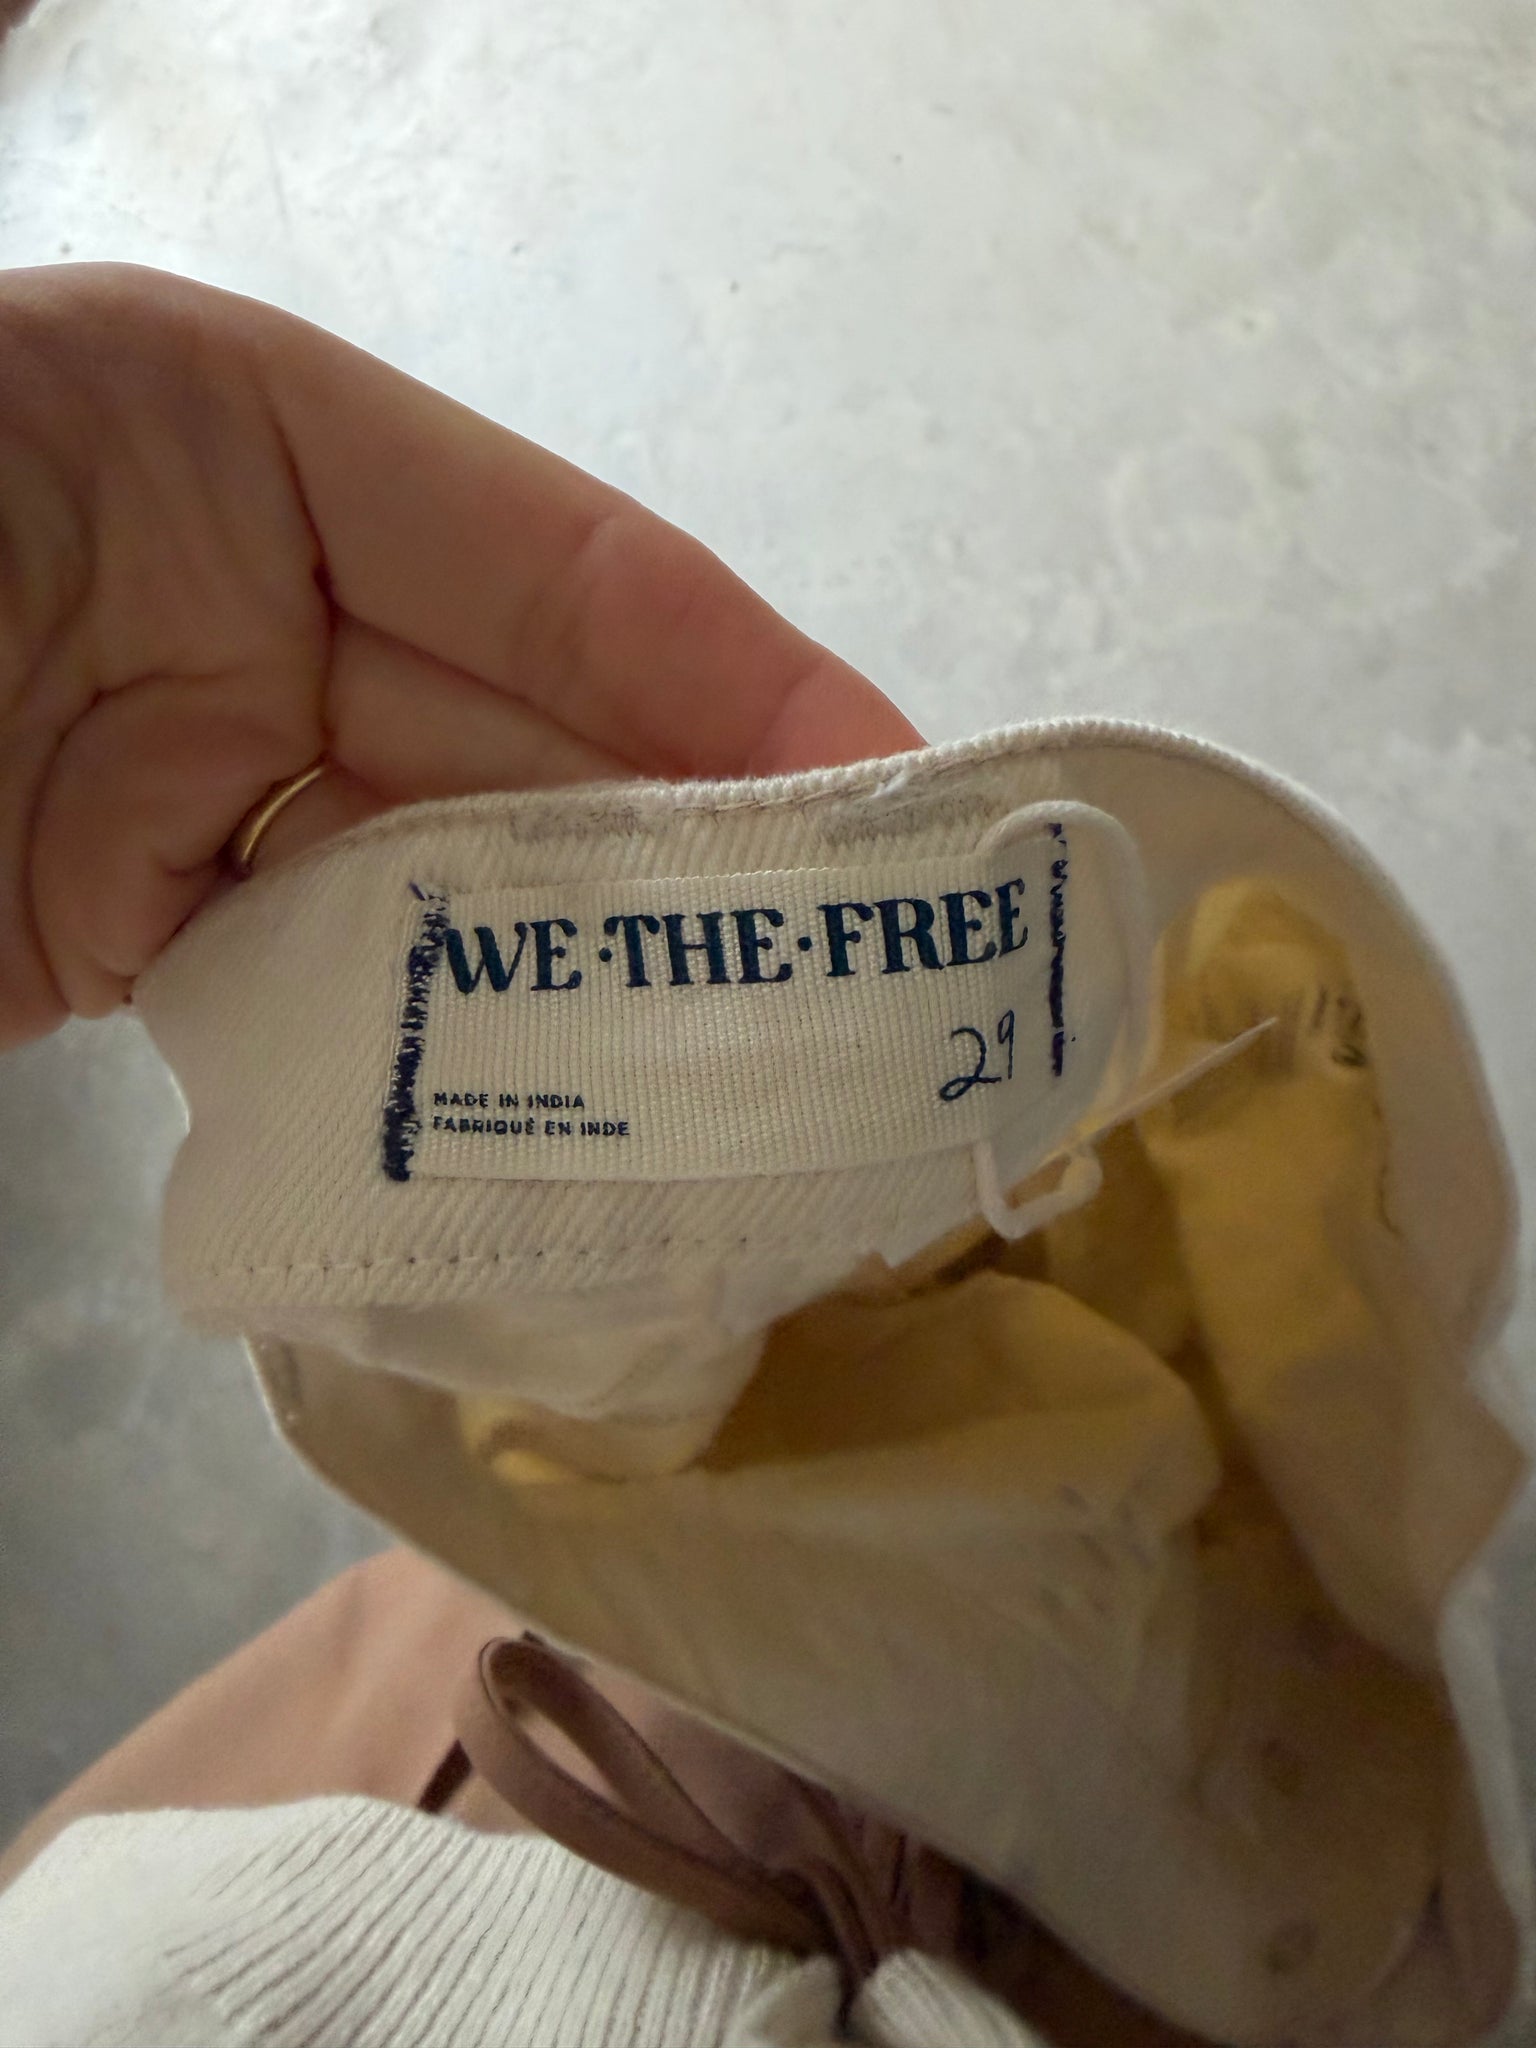 WE·THE·FREE
29
MADE IN INDIA
FABRIQUÉ EN INDE